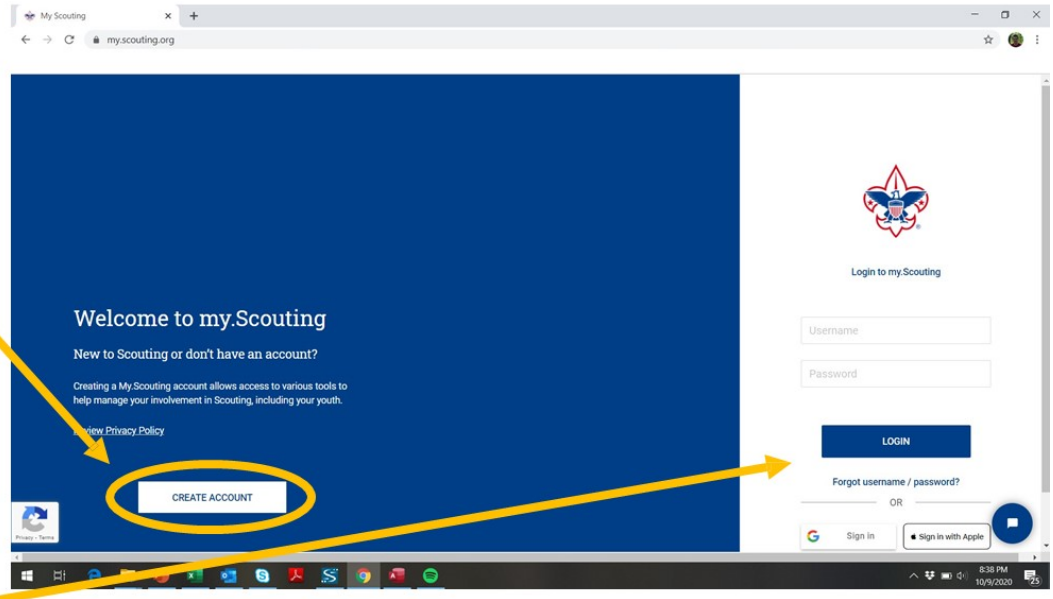 My Scouting
my.scouting.org
Welcome to my.Scouting
New to Scouting or don't have an account?
Creating a My.Scouting account allows access to various tools to
help manage your involvement in Scouting, including your youth.
Privacy Policy
CREATE ACCOUNT
Privacy - Terms
Login to my.Scouting
Username
Password
LOGIN
Forgot username / password?
OR
Sign in
Sign in with Apple
8:38 PM
10/9/2020
25